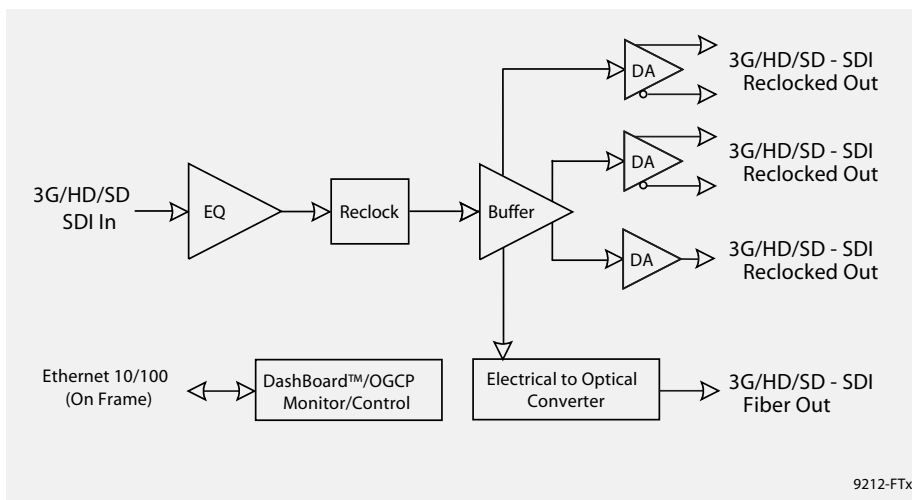 DA
3G/HD/SD - SDI
Reclocked Out
DA
3G/HD/SD - SDI
Reclocked Out
3G/HD/SD
SDI In
EQ
Reclock
Buffer
DA
3G/HD/SD - SDI
Reclocked Out
Ethernet 10/100
(On Frame)
DashBoard™/OGCP
Monitor/Control
Electrical to Optical
Converter
3G/HD/SD - SDI
Fiber Out
9212-FTx